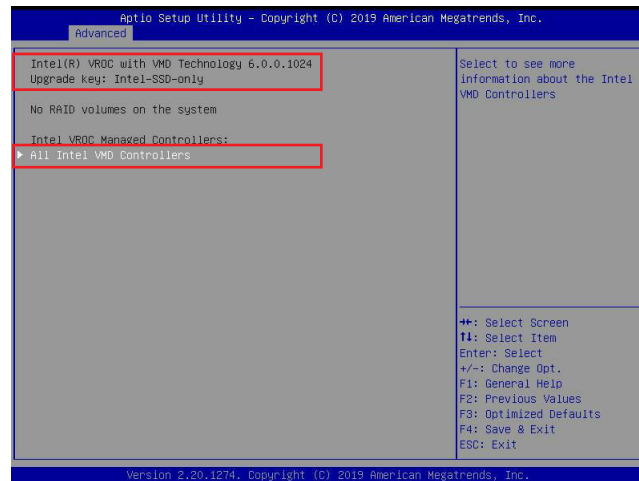 Aptio Setup Utility – Copyright (C) 2019 American Megatrends, Inc.
Advanced
Intel(R) VROC with VMD Technology 6.0.0.1024
Upgrade key: Intel-SSD-only
No RAID volumes on the system
Intel VROC Managed Controllers:
All Intel VMD Controllers
Select to see more
information about the Intel
VMD Controllers
→←: Select Screen
↑↓: Select Item
Enter: Select
+/-: Change Opt.
F1: General Help
F2: Previous Values
F3: Optimized Defaults
F4: Save & Exit
ESC: Exit
Version 2.20.1274. Copyright (C) 2019 American Megatrends, Inc.